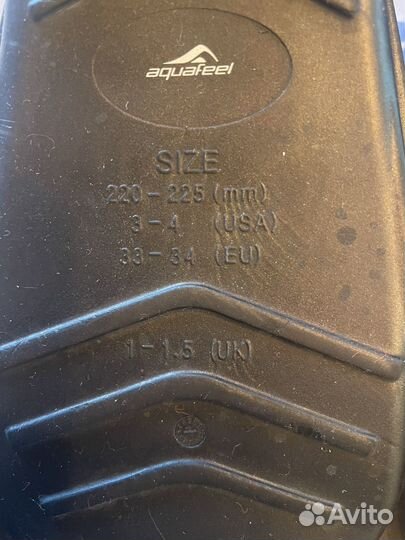 aquafeel
SIZE
220-225 (mm)
3-4 (USA)
33-34 (EU)
1-1.5 (UK)
Avito